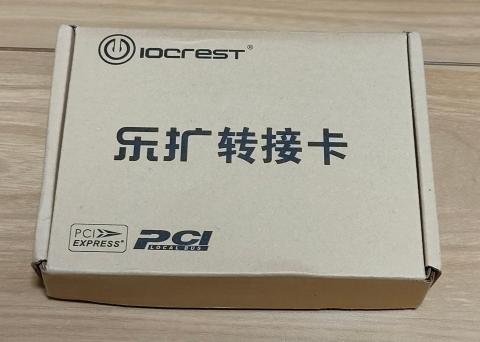 IOCREST®
乐扩转接卡
PCI
EXPRESS®
PCI
LOCAL BUS